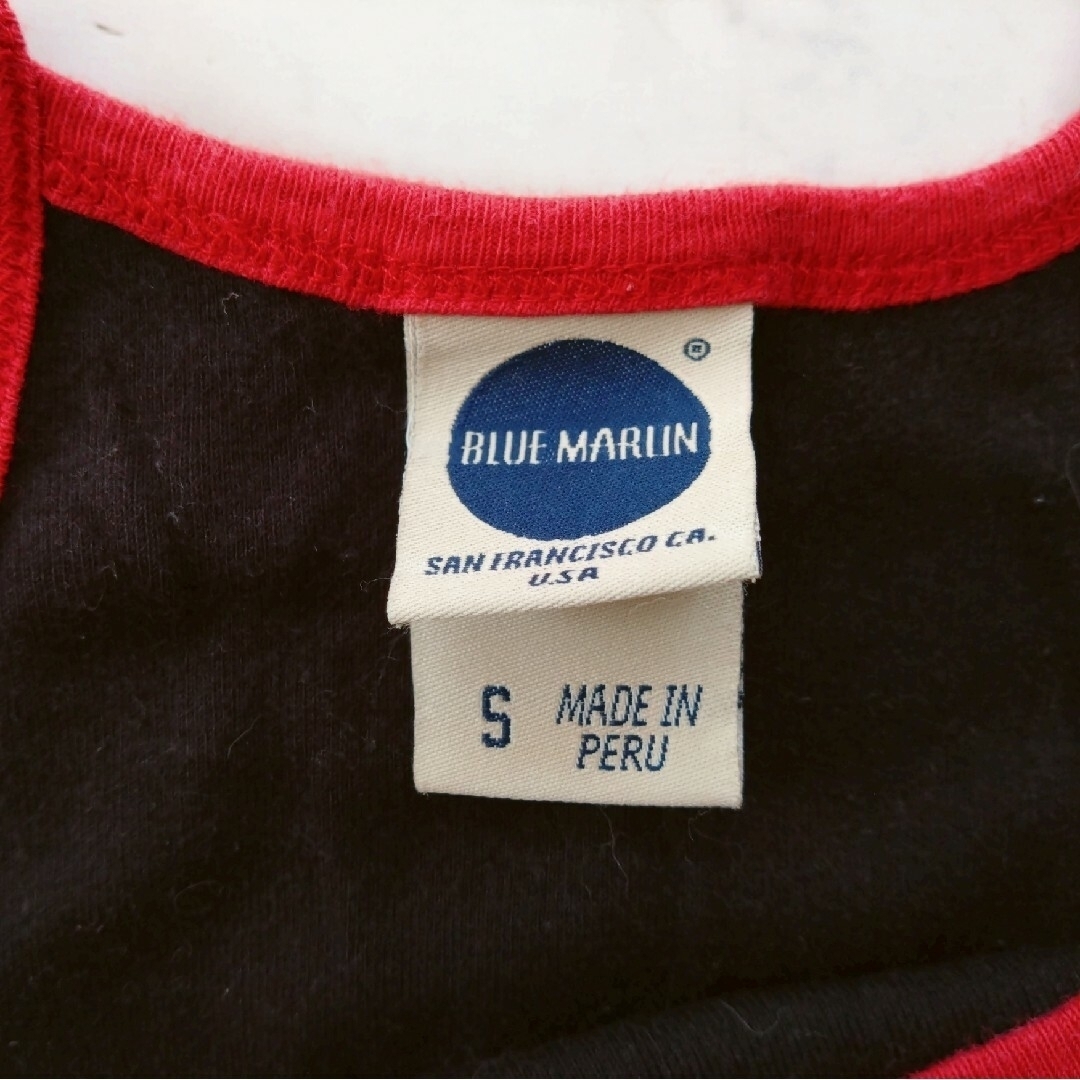 ®
BLUE MARLIN
SAN FRANCISCO CA.
U.S.A
S MADE IN
PERU